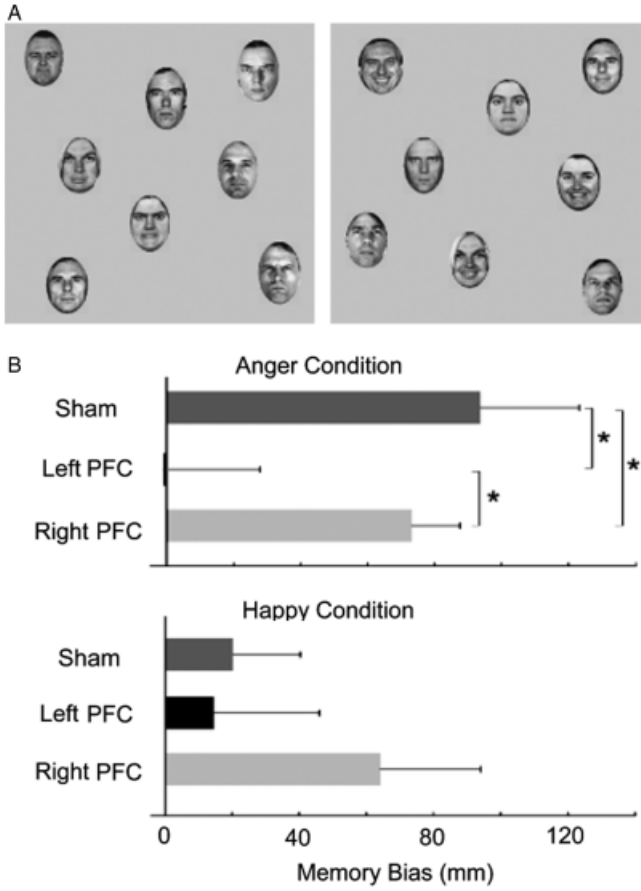 A
B
Anger Condition
Sham
Left PFC
Right PFC
*
*
*
Happy Condition
Sham
Left PFC
Right PFC
0 40 80 120
Memory Bias (mm)